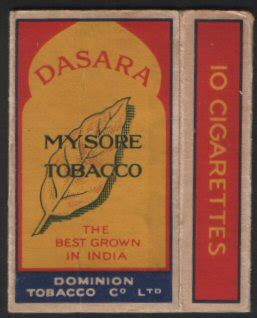 DASARA
MYSORE
TOBACCO
THE
BEST GROWN
IN INDIA
DOMINION
TOBACCO Co LTD
10 CIGARETTES